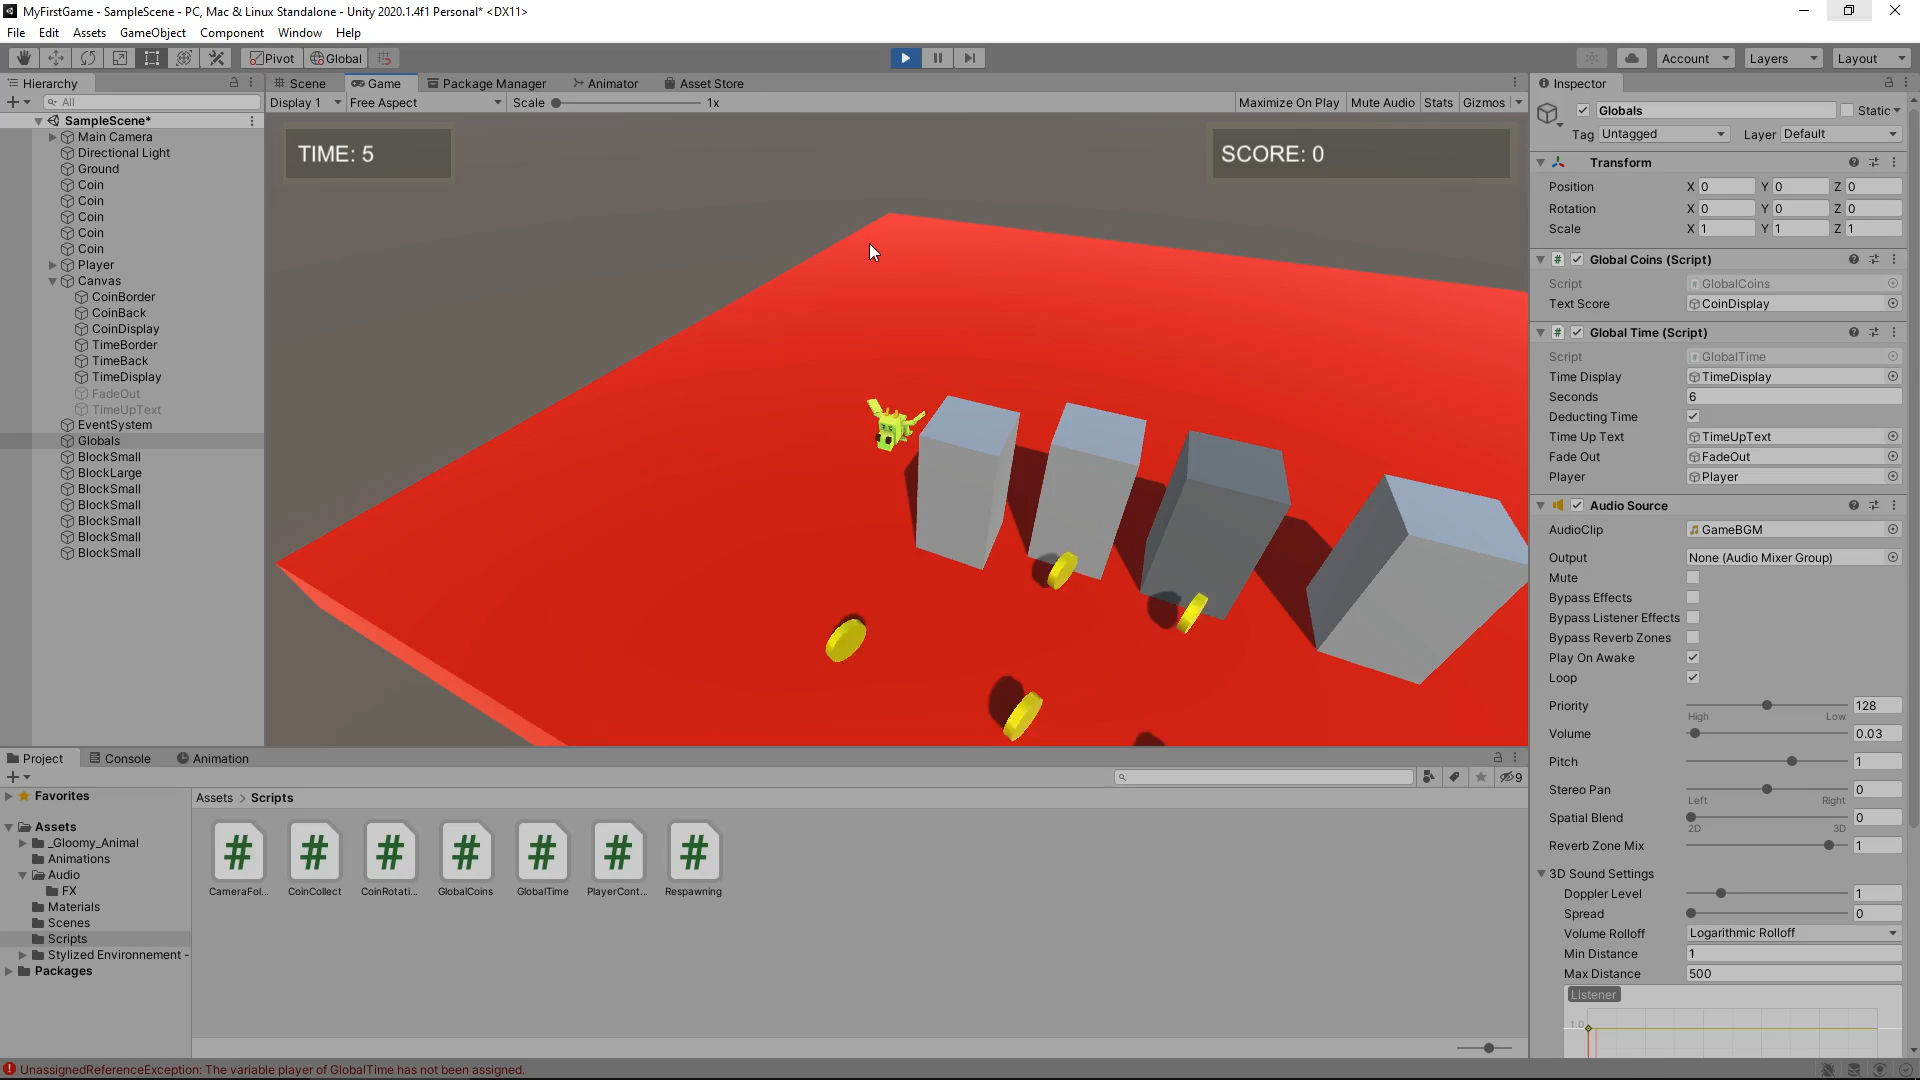 MyFirstGame - SampleScene - PC, Mac & Linux Standalone - Unity 2020.1.4f1 Personal* <DX11>
File Edit Assets GameObject Component Window Help
Pivot Global Account Layers Layout
Hierarchy
All
SampleScene*
Main Camera
Directional Light
Ground
Coin
Coin
Coin
Coin
Coin
Player
Canvas
CoinBorder
CoinBack
CoinDisplay
TimeBorder
TimeBack
TimeDisplay
FadeOut
TimeUpText
EventSystem
Globals
BlockSmall
BlockLarge
BlockSmall
BlockSmall
BlockSmall
BlockSmall
BlockSmall
Scene Game Package Manager Animator Asset Store
Display 1 Free Aspect Scale 1x Maximize On Play Mute Audio Stats Gizmos
TIME: 5
SCORE: 0
Inspector
Globals Static
Tag Untagged Layer Default
Transform
Position X 0 Y 0 Z 0
Rotation X 0 Y 0 Z 0
Scale X 1 Y 1 Z 1
# Global Coins (Script)
Script GlobalCoins
Text Score CoinDisplay
# Global Time (Script)
Script GlobalTime
Time Display TimeDisplay
Seconds 6
Deducting Time
Time Up Text TimeUpText
Fade Out FadeOut
Player Player
Audio Source
AudioClip GameBGM
Output None (Audio Mixer Group)
Mute
Bypass Effects
Bypass Listener Effects
Bypass Reverb Zones
Play On Awake
Loop
Priority 128
High Low
Volume 0.03
Pitch 1
Stereo Pan 0
Left Right
Spatial Blend 0
2D 3D
Reverb Zone Mix 1
3D Sound Settings
Doppler Level 1
Spread 0
Volume Rolloff Logarithmic Rolloff
Min Distance 1
Max Distance 500
Listener
1.0
Project Console Animation
9
Favorites
Assets
_Gloomy_Animal
Animations
Audio
FX
Materials
Scenes
Scripts
Stylized Environnement -
Packages
Assets > Scripts
# # # # # # #
CameraFol... CoinCollect CoinRotati... GlobalCoins GlobalTime PlayerCont... Respawning
UnassignedReferenceException: The variable player of GlobalTime has not been assigned.